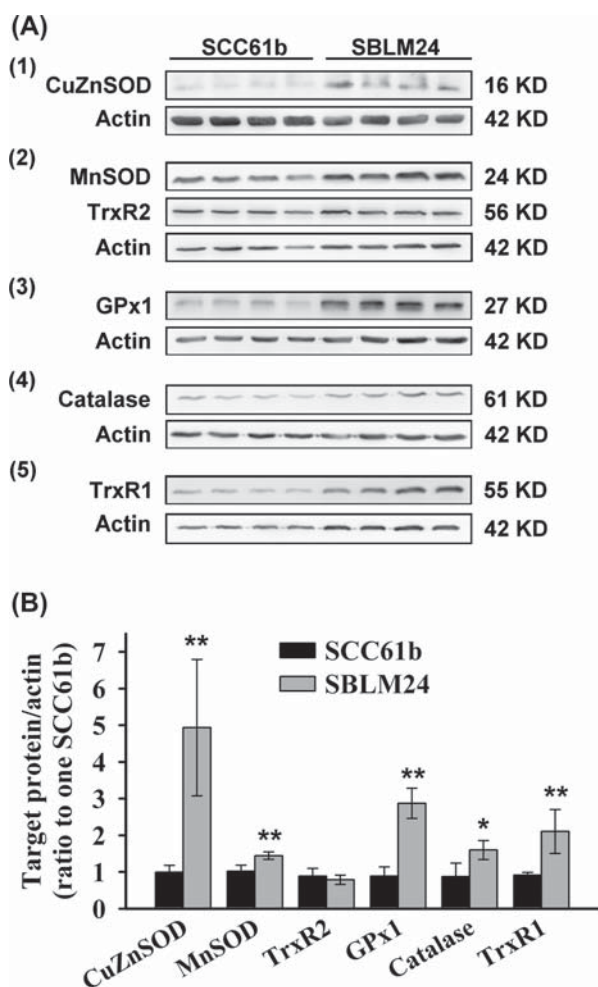 (A)
SCC61b SBLM24
(1)
CuZnSOD 16 KD
Actin 42 KD
(2)
MnSOD 24 KD
TrxR2 56 KD
Actin 42 KD
(3)
GPx1 27 KD
Actin 42 KD
(4)
Catalase 61 KD
Actin 42 KD
(5)
TrxR1 55 KD
Actin 42 KD
(B)
Target protein/actin
(ratio to one SCC61b)
7
6
5
4
3
2
1
0
SCC61b
SBLM24
**
**
**
*
**
CuZnSOD
MnSOD
TrxR2
GPx1
Catalase
TrxR1